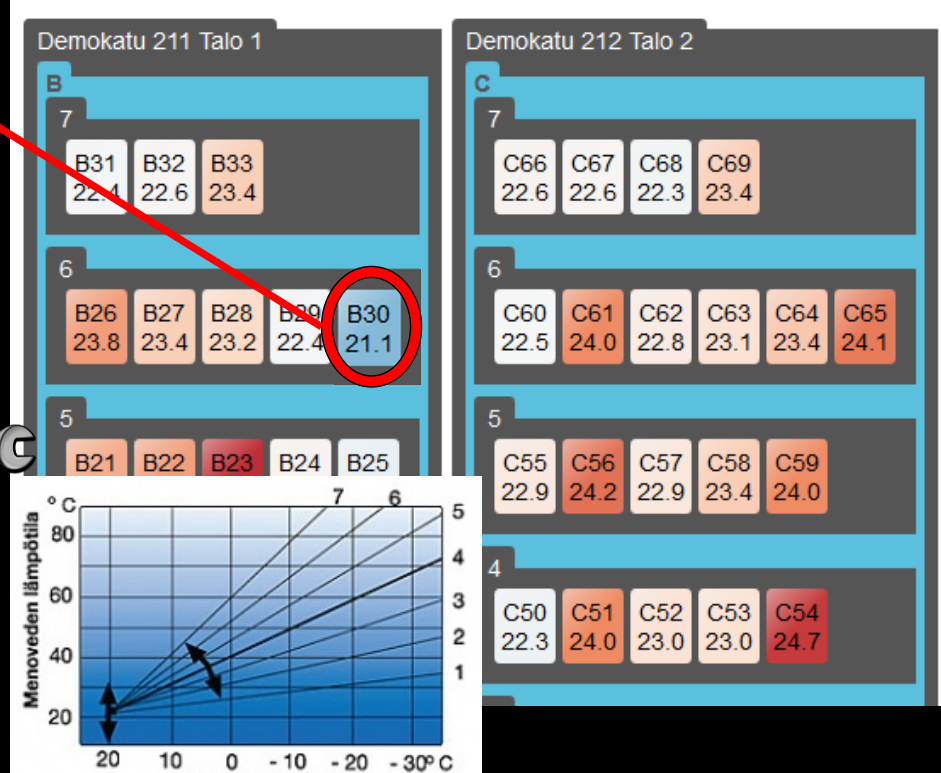 Demokatu 211 Talo 1
B
7
B31 B32 B33
22.4 22.6 23.4
6
B26 B27 B28 B29 B30
23.8 23.4 23.2 22.4 21.1
5
B21 B22 B23 B24 B25
Demokatu 212 Talo 2
C
7
C66 C67 C68 C69
22.6 22.6 22.3 23.4
6
C60 C61 C62 C63 C64 C65
22.5 24.0 22.8 23.1 23.4 24.1
5
C55 C56 C57 C58 C59
22.9 24.2 22.9 23.4 24.0
4
C50 C51 C52 C53 C54
22.3 24.0 23.0 23.0 24.7
°C
Menoveden lämpötila
80
60
40
20
7 6
5
4
3
2
1
20 10 0 -10 -20 -30°C